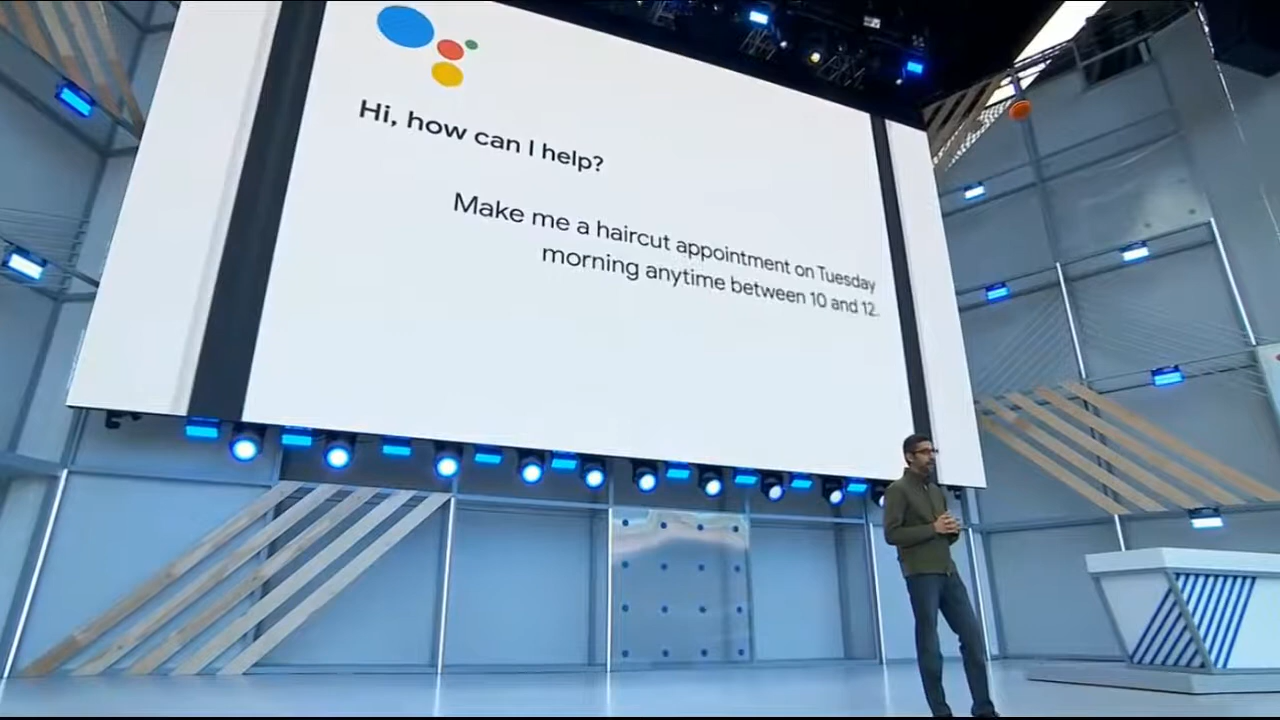 Hi, how can I help?
Make me a haircut appointment on Tuesday
morning anytime between 10 and 12.